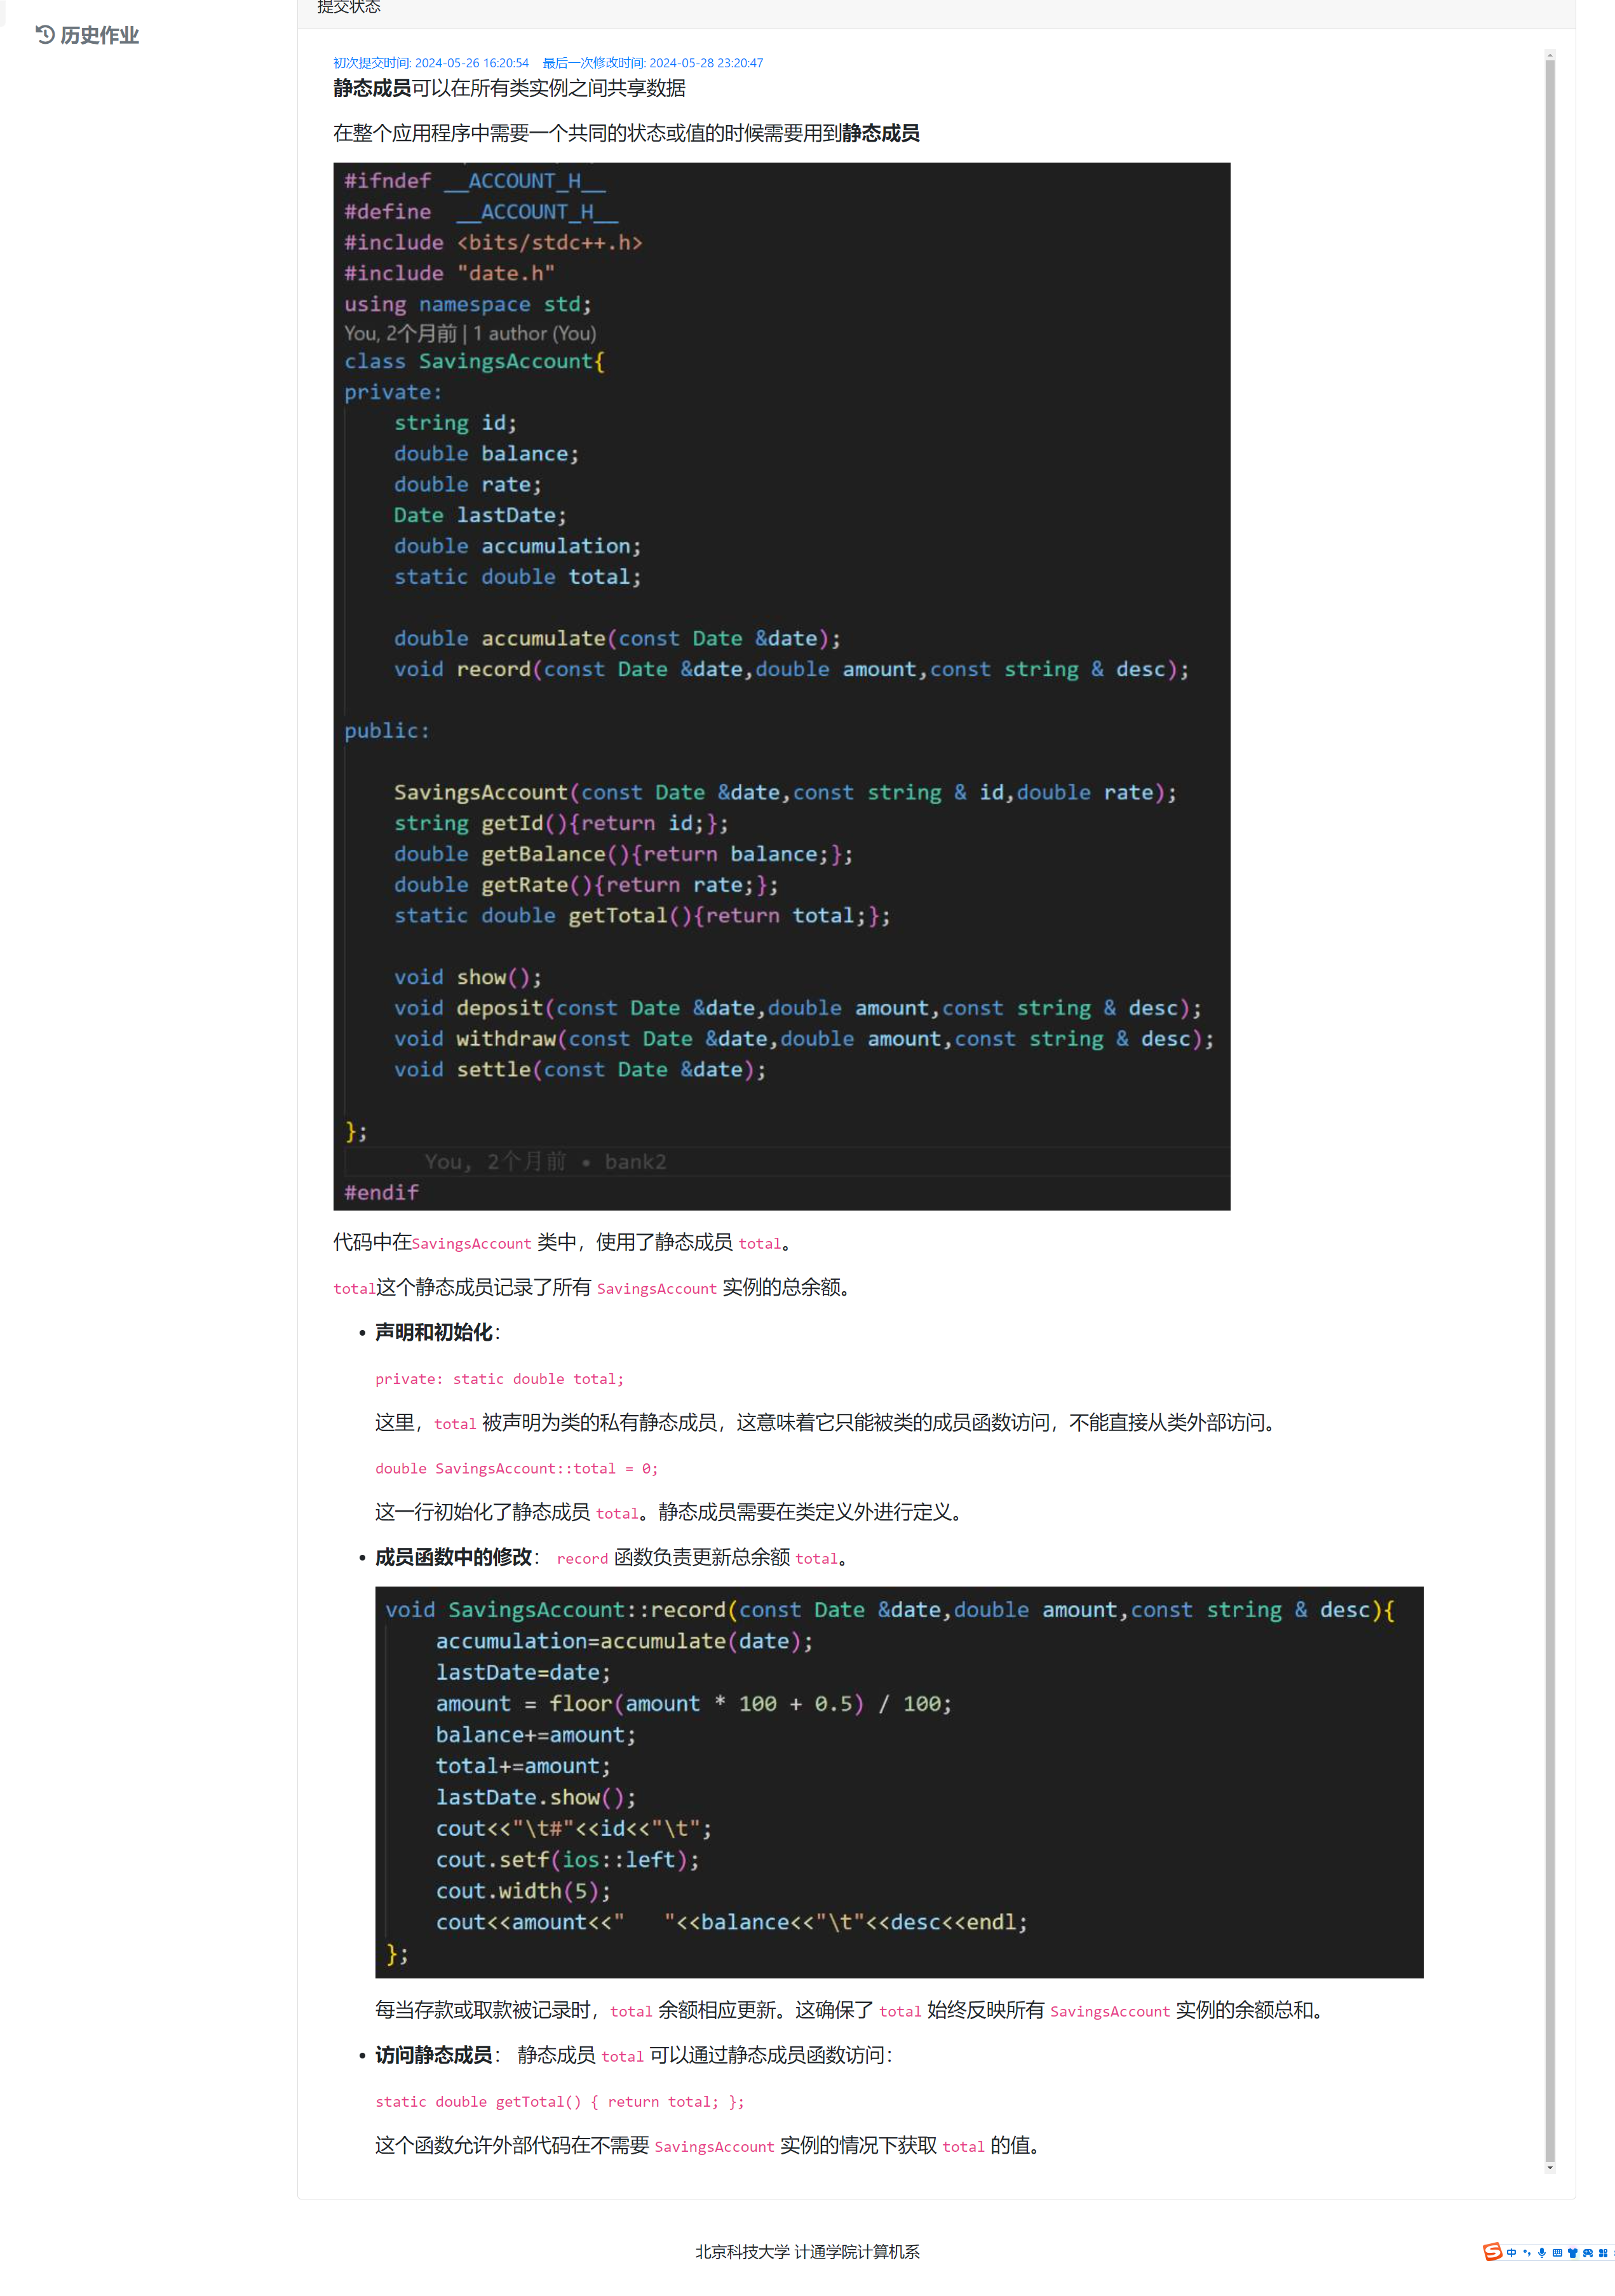 提交状态
历史作业
初次提交时间: 2024-05-26 16:20:54 最后一次修改时间: 2024-05-28 23:20:47
静态成员可以在所有类实例之间共享数据
在整个应用程序中需要一个共同的状态或值的时候需要用到静态成员
#ifndef __ACCOUNT_H__
#define  __ACCOUNT_H__
#include <bits/stdc++.h>
#include "date.h"
using namespace std;
You, 2个月前 | 1 author (You)
class SavingsAccount{
private:
    string id;
    double balance;
    double rate;
    Date lastDate;
    double accumulation;
    static double total;
    double accumulate(const Date &date);
    void record(const Date &date,double amount,const string & desc);
public:
    SavingsAccount(const Date &date,const string & id,double rate);
    string getId(){return id;};
    double getBalance(){return balance;};
    double getRate(){return rate;};
    static double getTotal(){return total;};
    void show();
    void deposit(const Date &date,double amount,const string & desc);
    void withdraw(const Date &date,double amount,const string & desc);
    void settle(const Date &date);
};
You, 2个月前 • bank2
#endif
代码中在SavingsAccount 类中，使用了静态成员 total。
total这个静态成员记录了所有 SavingsAccount 实例的总余额。
• 声明和初始化：
private: static double total;
这里，total 被声明为类的私有静态成员，这意味着它只能被类的成员函数访问，不能直接从类外部访问。
double SavingsAccount::total = 0;
这一行初始化了静态成员 total。静态成员需要在类定义外进行定义。
• 成员函数中的修改： record 函数负责更新总余额 total。
void SavingsAccount::record(const Date &date,double amount,const string & desc){
    accumulation=accumulate(date);
    lastDate=date;
    amount = floor(amount * 100 + 0.5) / 100;
    balance+=amount;
    total+=amount;
    lastDate.show();
    cout<<"\t#"<<id<<"\t";
    cout.setf(ios::left);
    cout.width(5);
    cout<<amount<<"   "<<balance<<"\t"<<desc<<endl;
};
每当存款或取款被记录时，total 余额相应更新。这确保了 total 始终反映所有 SavingsAccount 实例的余额总和。
• 访问静态成员： 静态成员 total 可以通过静态成员函数访问：
static double getTotal() { return total; };
这个函数允许外部代码在不需要 SavingsAccount 实例的情况下获取 total 的值。
北京科技大学 计通学院计算机系
S 中